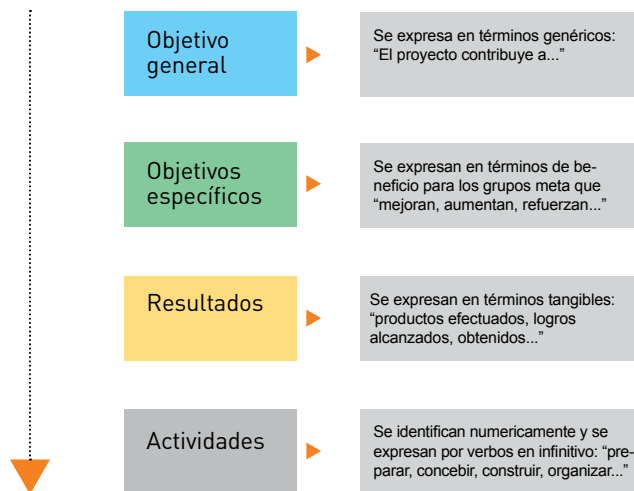 Objetivo
general
Se expresa en términos genéricos:
“El proyecto contribuye a...”
Objetivos
específicos
Se expresan en términos de be-
neficio para los grupos meta que
“mejoran, aumentan, refuerzan...”
Resultados
Se expresan en términos tangibles:
“productos efectuados, logros
alcanzados, obtenidos...”
Actividades
Se identifican numericamente y se
expresan por verbos en infinitivo: “pre-
parar, concebir, construir, organizar...”